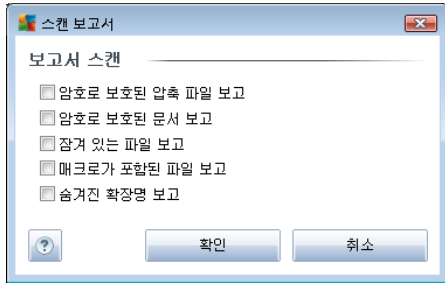 스캔 보고서
보고서 스캔
암호로 보호된 압축 파일 보고
암호로 보호된 문서 보고
잠겨 있는 파일 보고
매크로가 포함된 파일 보고
숨겨진 확장명 보고
? 확인 취소